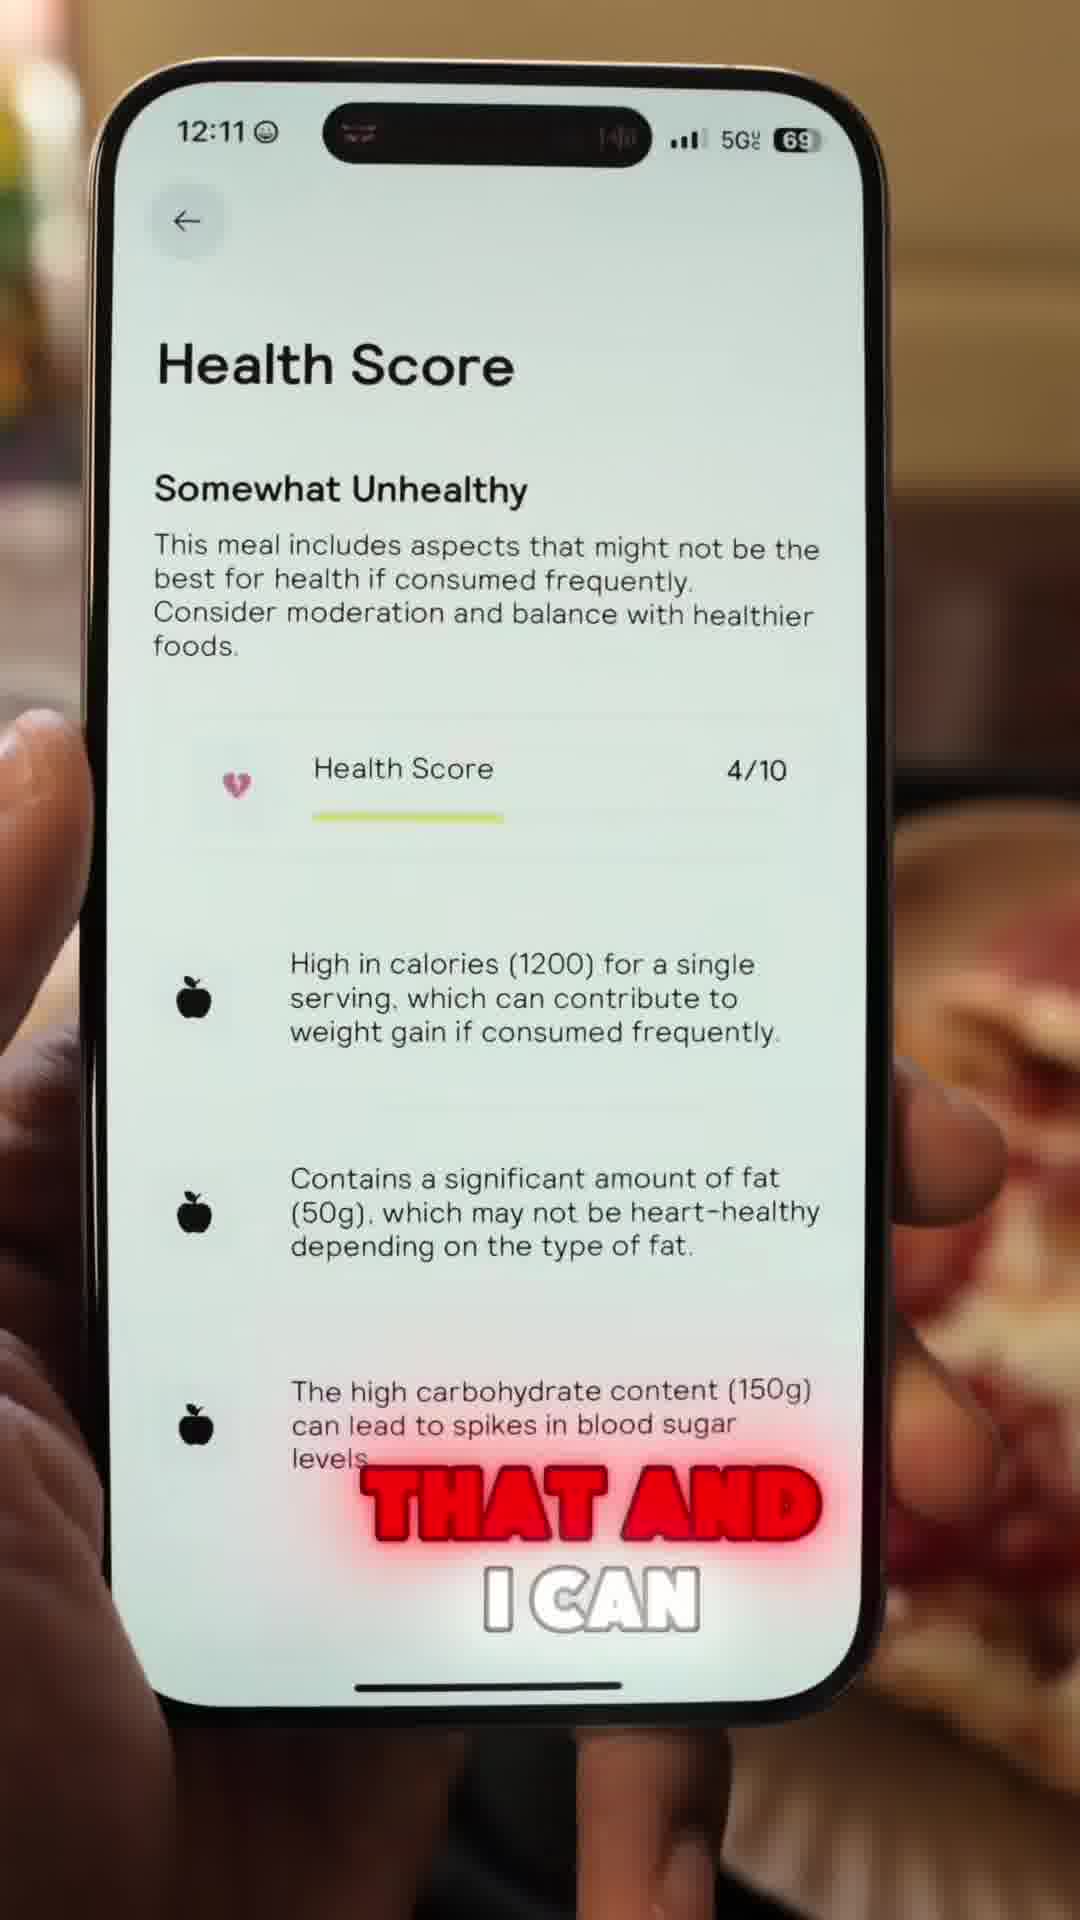 12:11
5G
69
Health Score
Somewhat Unhealthy
This meal includes aspects that might not be the
best for health if consumed frequently.
Consider moderation and balance with healthier
foods.
Health Score
4/10
High in calories (1200) for a single
serving, which can contribute to
weight gain if consumed frequently.
Contains a significant amount of fat
(50g), which may not be heart-healthy
depending on the type of fat.
The high carbohydrate content (150g)
can lead to spikes in blood sugar
levels
THAT AND
I CAN